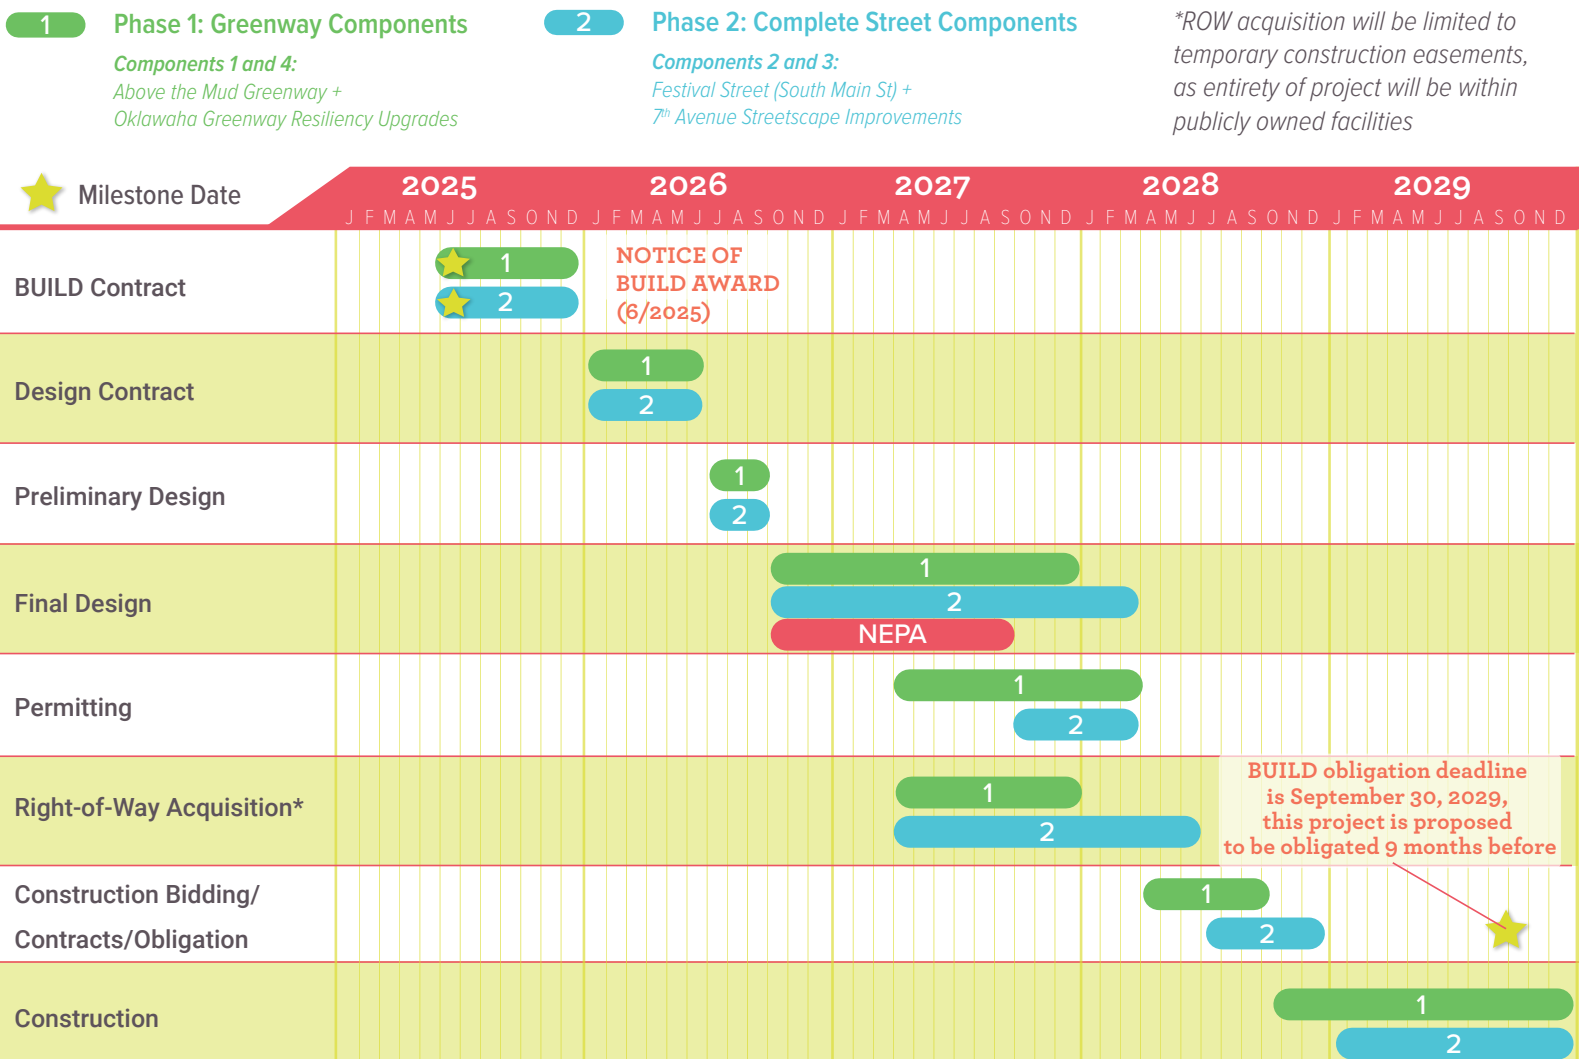 1 Phase 1: Greenway Components
Components 1 and 4:
Above the Mud Greenway +
Oklawaha Greenway Resiliency Upgrades
2 Phase 2: Complete Street Components
Components 2 and 3:
Festival Street (South Main St) +
7th Avenue Streetscape Improvements
*ROW acquisition will be limited to
temporary construction easements,
as entirety of project will be within
publicly owned facilities
Milestone Date
2025 2026 2027 2028 2029
J F M A M J J A S O N D J F M A M J J A S O N D J F M A M J J A S O N D J F M A M J J A S O N D J F M A M J J A S O N D
BUILD Contract
1
2
NOTICE OF
BUILD AWARD
(6/2025)
Design Contract
1
2
Preliminary Design
1
2
Final Design
1
2
NEPA
Permitting
1
2
Right-of-Way Acquisition*
1
2
BUILD obligation deadline
is September 30, 2029,
this project is proposed
to be obligated 9 months before
Construction Bidding/
Contracts/Obligation
1
2
Construction
1
2